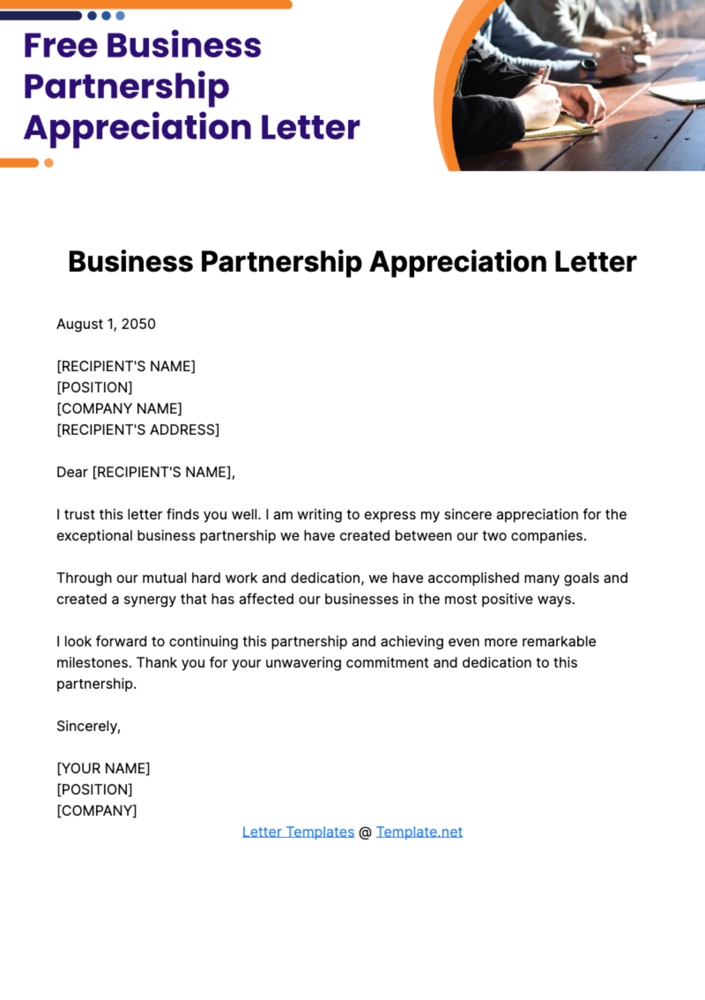 Free Business
Partnership
Appreciation Letter
Business Partnership Appreciation Letter
August 1, 2050
[RECIPIENT'S NAME]
[POSITION]
[COMPANY NAME]
[RECIPIENT'S ADDRESS]
Dear [RECIPIENT'S NAME],
I trust this letter finds you well. I am writing to express my sincere appreciation for the
exceptional business partnership we have created between our two companies.
Through our mutual hard work and dedication, we have accomplished many goals and
created a synergy that has affected our businesses in the most positive ways.
I look forward to continuing this partnership and achieving even more remarkable
milestones. Thank you for your unwavering commitment and dedication to this
partnership.
Sincerely,
[YOUR NAME]
[POSITION]
[COMPANY]
Letter Templates @ Template.net